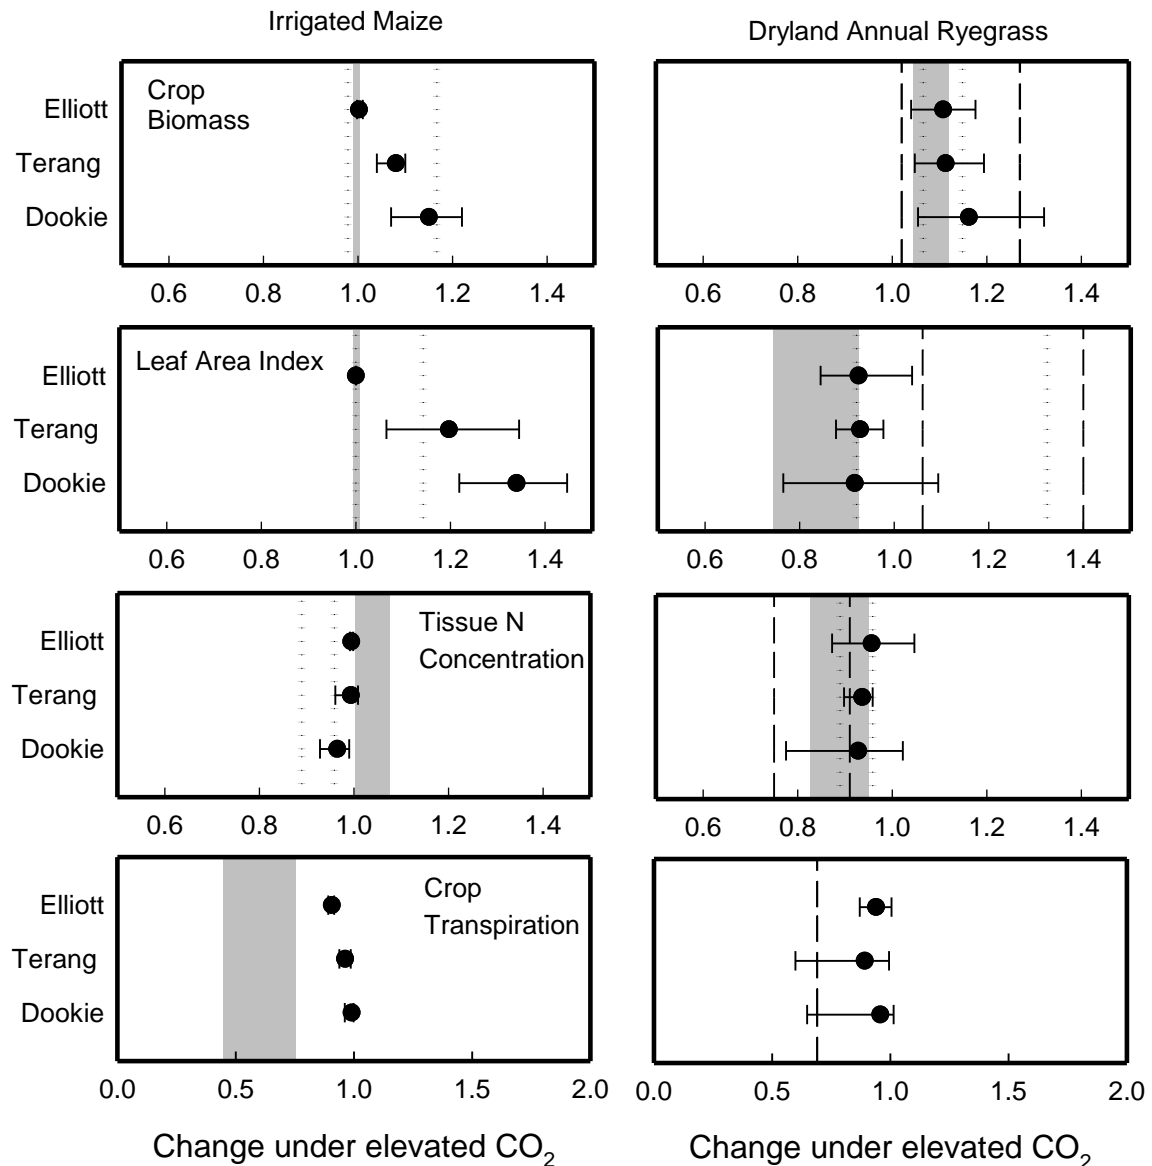 Irrigated Maize
Dryland Annual Ryegrass
Crop
Biomass
Elliott
Terang
Dookie
0.6 0.8 1.0 1.2 1.4
0.6 0.8 1.0 1.2 1.4
Leaf Area Index
Elliott
Terang
Dookie
0.6 0.8 1.0 1.2 1.4
0.6 0.8 1.0 1.2 1.4
Tissue N
Concentration
Elliott
Terang
Dookie
0.6 0.8 1.0 1.2 1.4
0.6 0.8 1.0 1.2 1.4
Crop
Transpiration
Elliott
Terang
Dookie
0.0 0.5 1.0 1.5 2.0
0.0 0.5 1.0 1.5 2.0
Change under elevated CO₂
Change under elevated CO₂